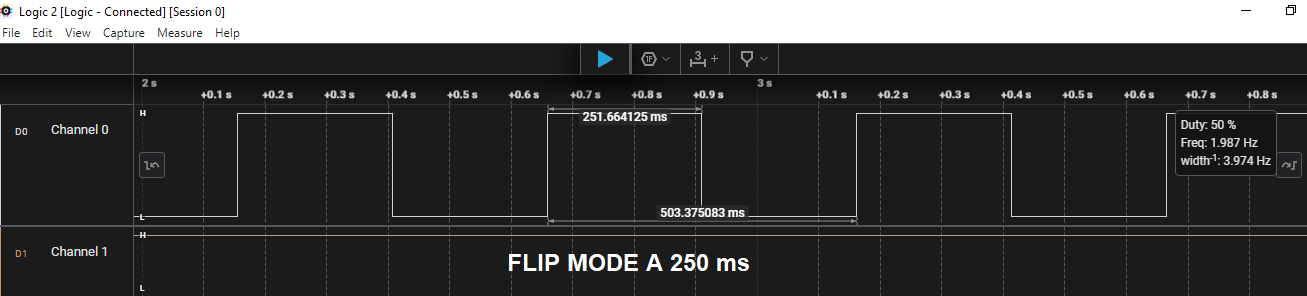 Logic 2 [Logic - Connected] [Session 0]
File Edit View Capture Measure Help
1F 3 +
2 s 3 s
+0.1 s +0.2 s +0.3 s +0.4 s +0.5 s +0.6 s +0.7 s +0.8 s +0.9 s +0.1 s +0.2 s +0.3 s +0.4 s +0.5 s +0.6 s +0.7 s +0.8 s
H
251.664125 ms
D0 Channel 0
Duty: 50 %
Freq: 1.987 Hz
width⁻¹: 3.974 Hz
503.375083 ms
L
H
D1 Channel 1
FLIP MODE A 250 ms
L